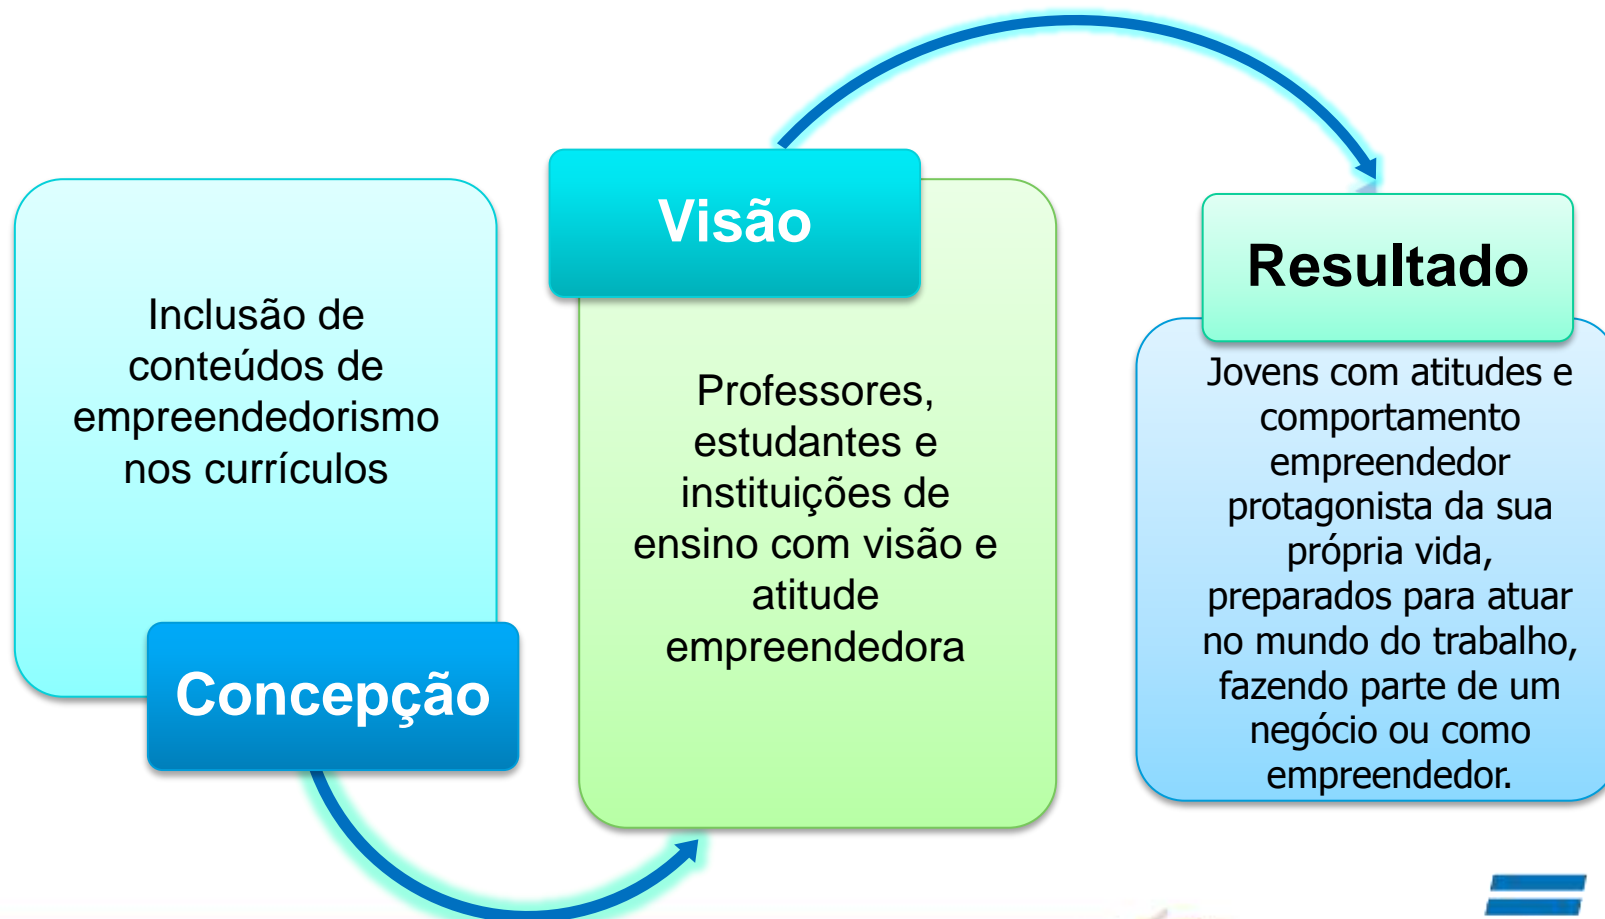 Inclusão de
conteúdos de
empreendedorismo
nos currículos
Concepção
Visão
Professores,
estudantes e
instituições de
ensino com visão e
atitude
empreendedora
Resultado
Jovens com atitudes e
comportamento
empreendedor
protagonista da sua
própria vida,
preparados para atuar
no mundo do trabalho,
fazendo parte de um
negócio ou como
empreendedor.